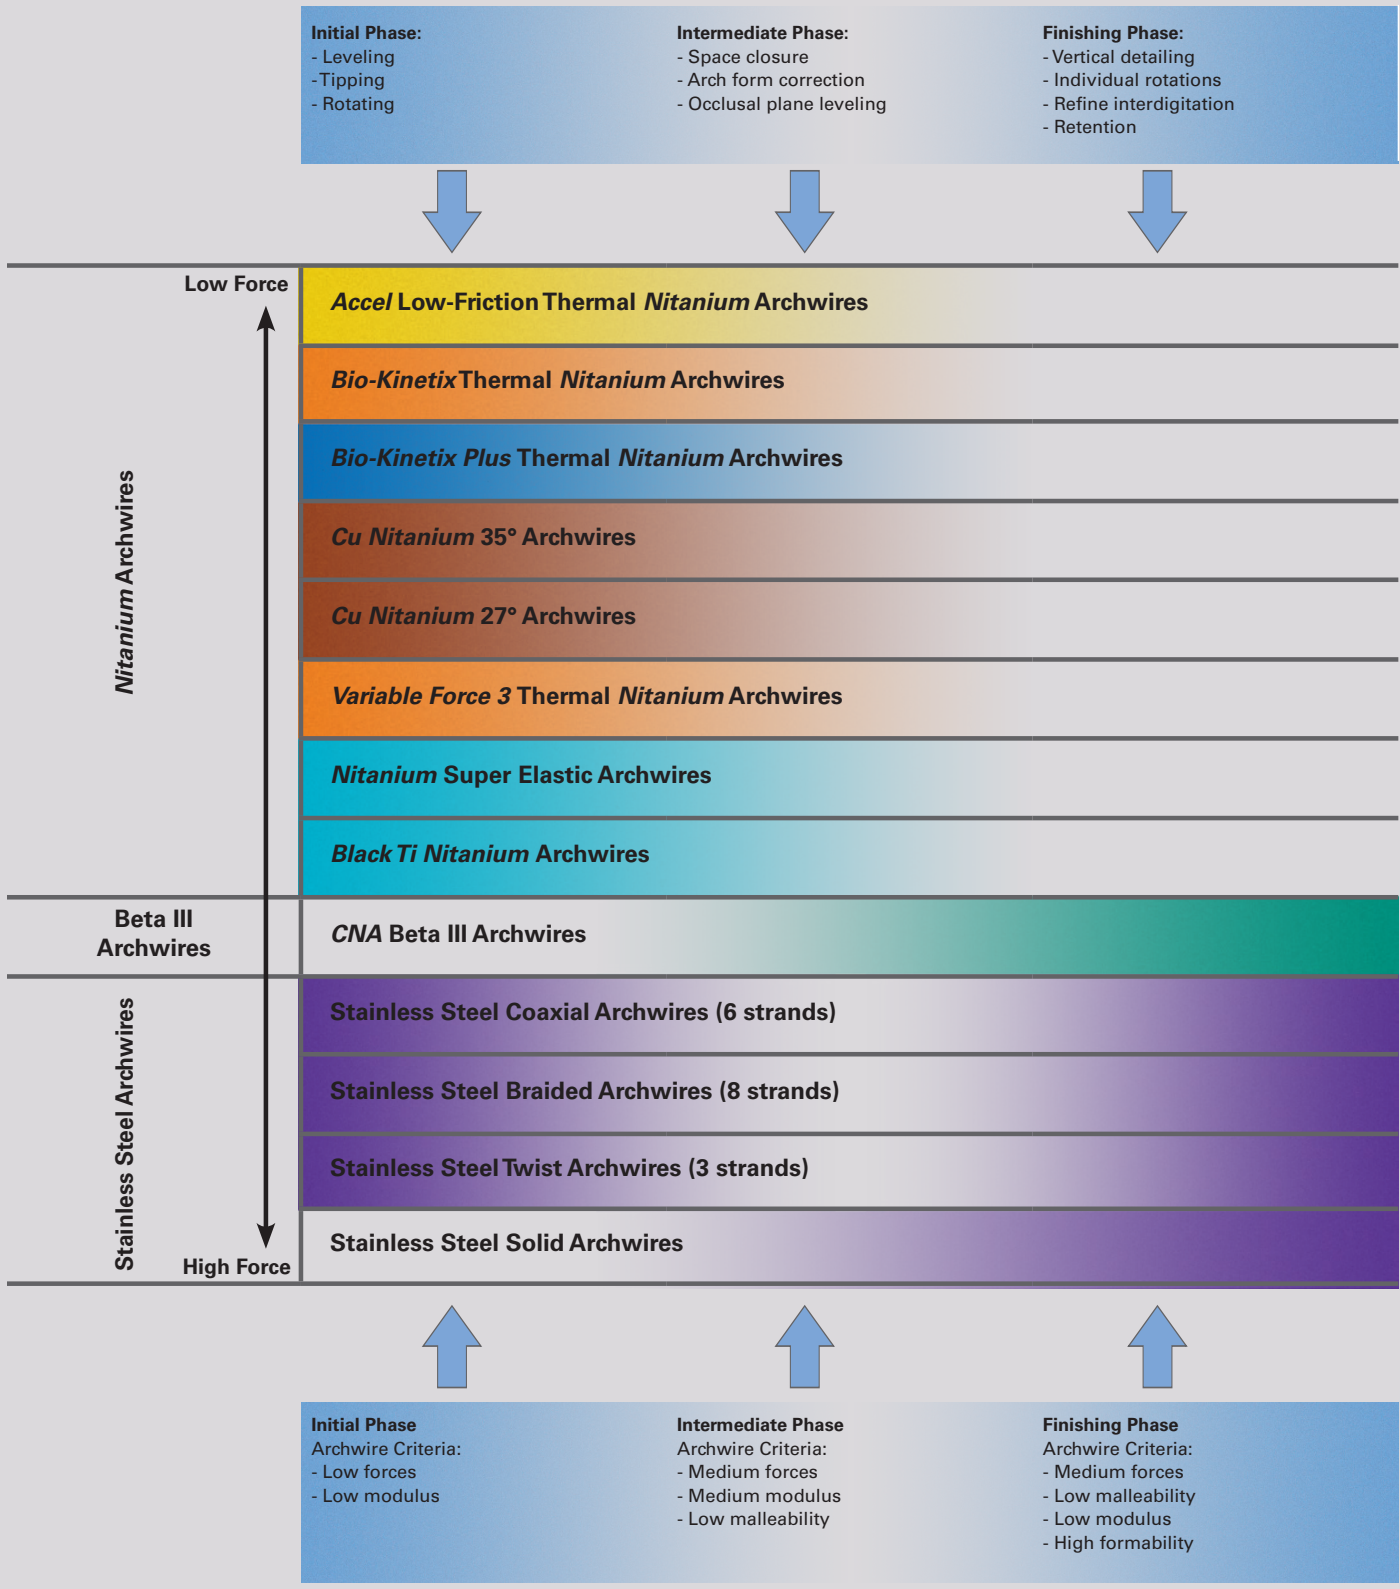 Initial Phase:
- Leveling
- Tipping
- Rotating
Intermediate Phase:
- Space closure
- Arch form correction
- Occlusal plane leveling
Finishing Phase:
- Vertical detailing
- Individual rotations
- Refine interdigitation
- Retention
Low Force
Nitanium Archwires
Accel Low-Friction Thermal Nitanium Archwires
Bio-Kinetix Thermal Nitanium Archwires
Bio-Kinetix Plus Thermal Nitanium Archwires
Cu Nitanium 35° Archwires
Cu Nitanium 27° Archwires
Variable Force 3 Thermal Nitanium Archwires
Nitanium Super Elastic Archwires
Black Ti Nitanium Archwires
Beta III
Archwires
CNA Beta III Archwires
Stainless Steel Archwires
Stainless Steel Coaxial Archwires (6 strands)
Stainless Steel Braided Archwires (8 strands)
Stainless Steel Twist Archwires (3 strands)
Stainless Steel Solid Archwires
High Force
Initial Phase
Archwire Criteria:
- Low forces
- Low modulus
Intermediate Phase
Archwire Criteria:
- Medium forces
- Medium modulus
- Low malleability
Finishing Phase
Archwire Criteria:
- Medium forces
- Low malleability
- Low modulus
- High formability